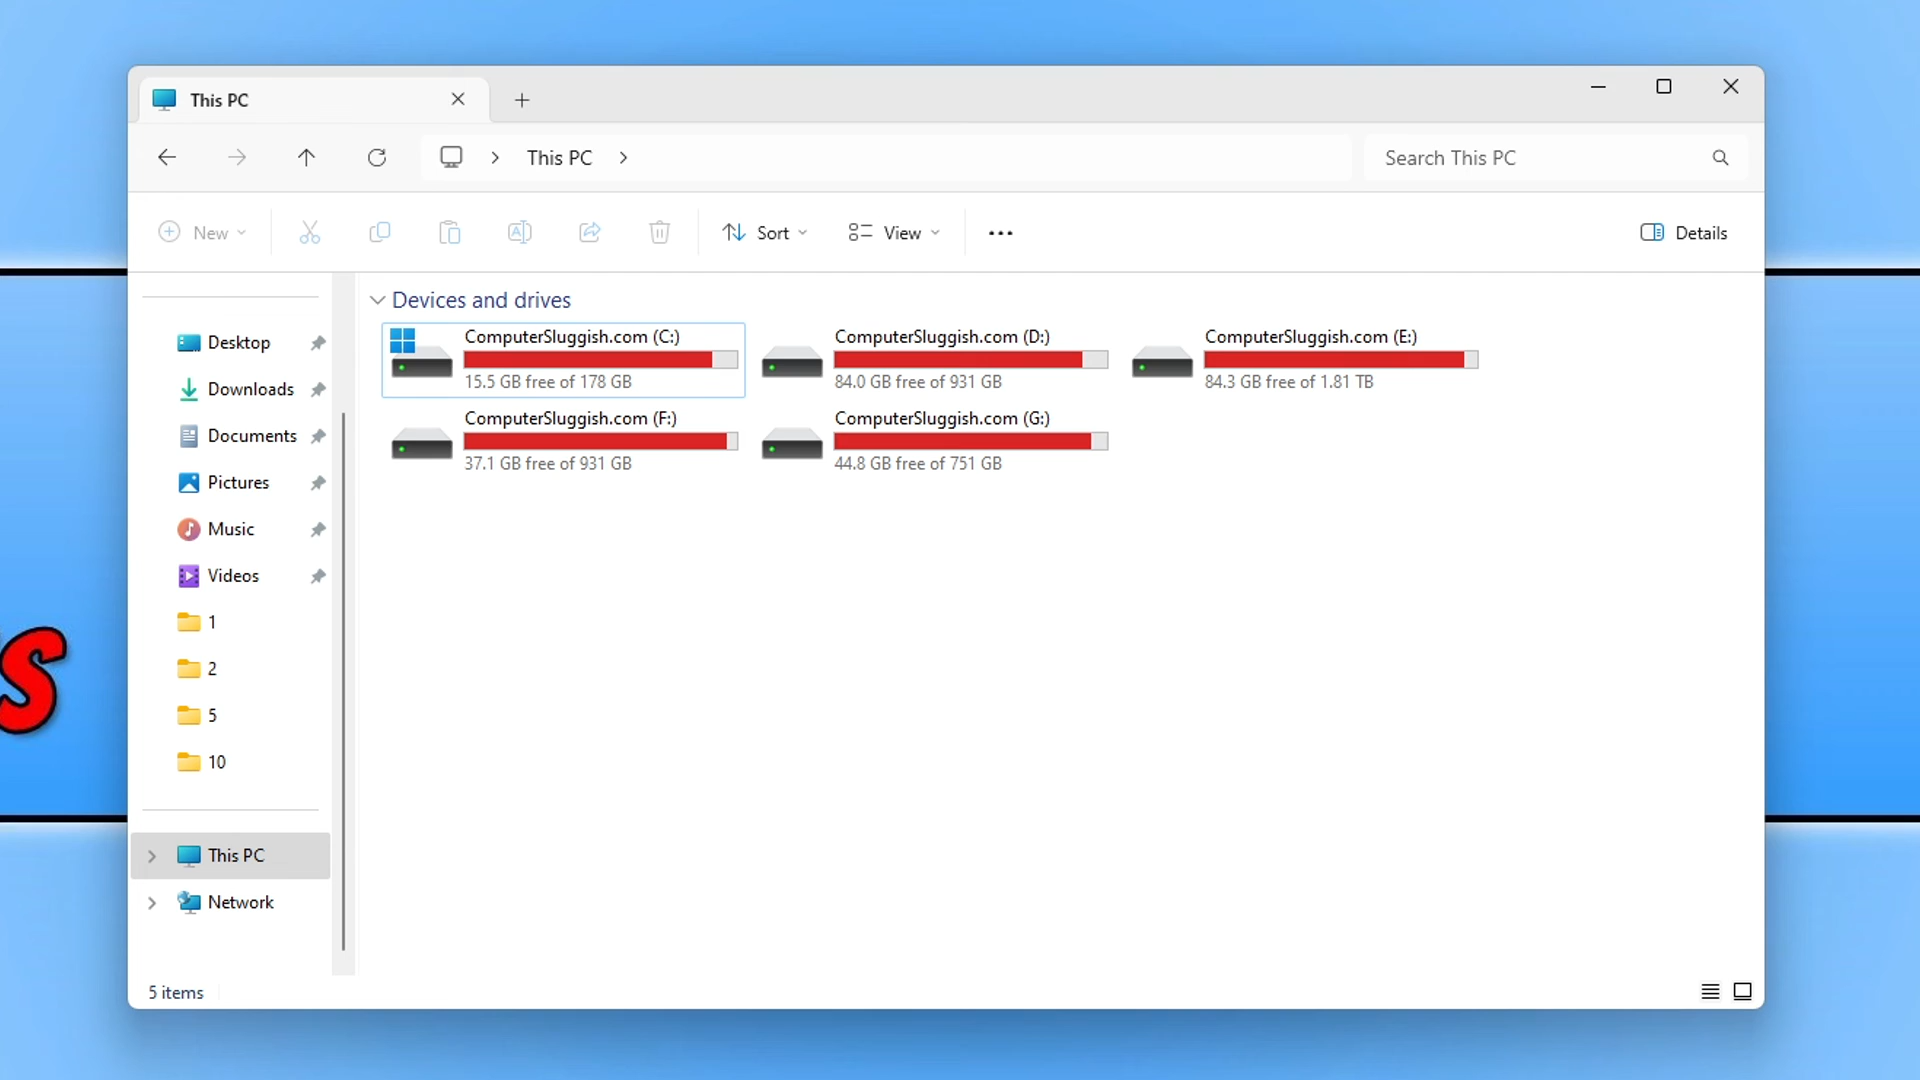 This PC
This PC
Search This PC
New
Sort
View
Details
Devices and drives
ComputerSluggish.com (C:)
15.5 GB free of 178 GB
ComputerSluggish.com (D:)
84.0 GB free of 931 GB
ComputerSluggish.com (E:)
84.3 GB free of 1.81 TB
ComputerSluggish.com (F:)
37.1 GB free of 931 GB
ComputerSluggish.com (G:)
44.8 GB free of 751 GB
Desktop
Downloads
Documents
Pictures
Music
Videos
1
2
5
10
This PC
Network
5 items
s